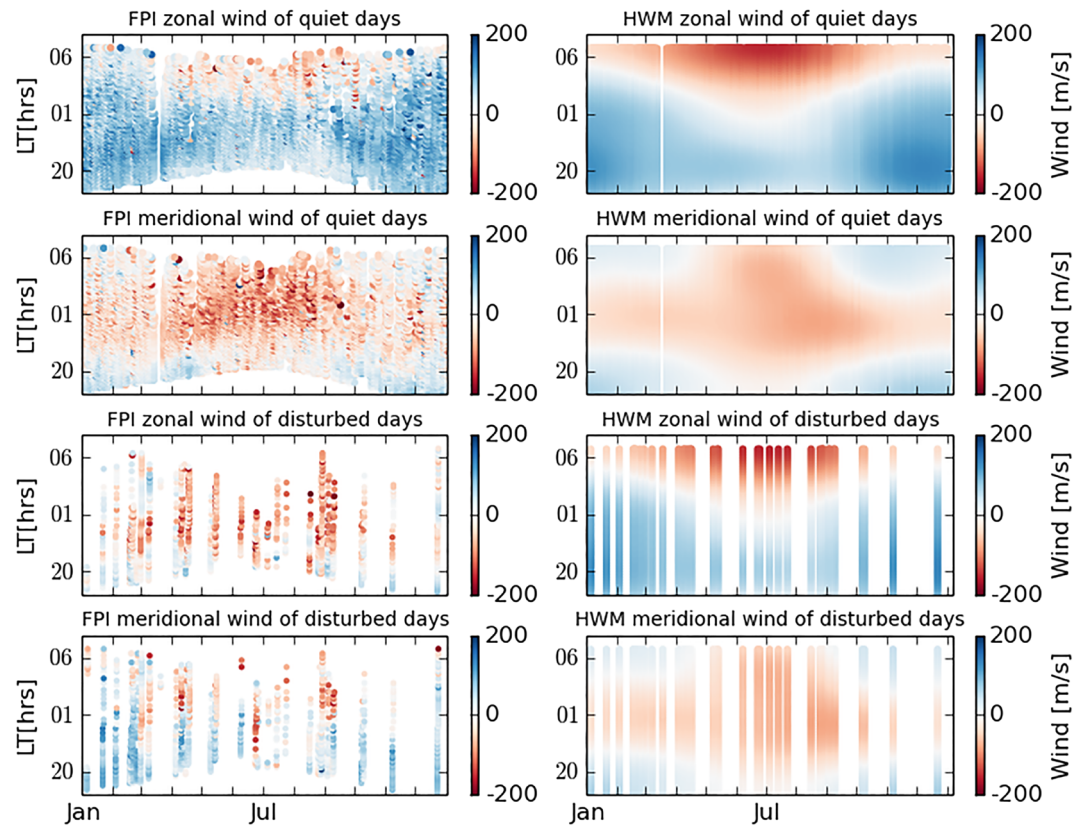 FPI zonal wind of quiet days
HWM zonal wind of quiet days
LT[hrs]
06
01
20
200
0
-200
06
01
20
200
0
-200
Wind [m/s]
FPI meridional wind of quiet days
HWM meridional wind of quiet days
LT[hrs]
06
01
20
200
0
-200
06
01
20
200
0
-200
Wind [m/s]
FPI zonal wind of disturbed days
HWM zonal wind of disturbed days
LT[hrs]
06
01
20
200
0
-200
06
01
20
200
0
-200
Wind [m/s]
FPI meridional wind of disturbed days
HWM meridional wind of disturbed days
LT[hrs]
06
01
20
200
0
-200
06
01
20
200
0
-200
Wind [m/s]
Jan
Jul
Jan
Jul